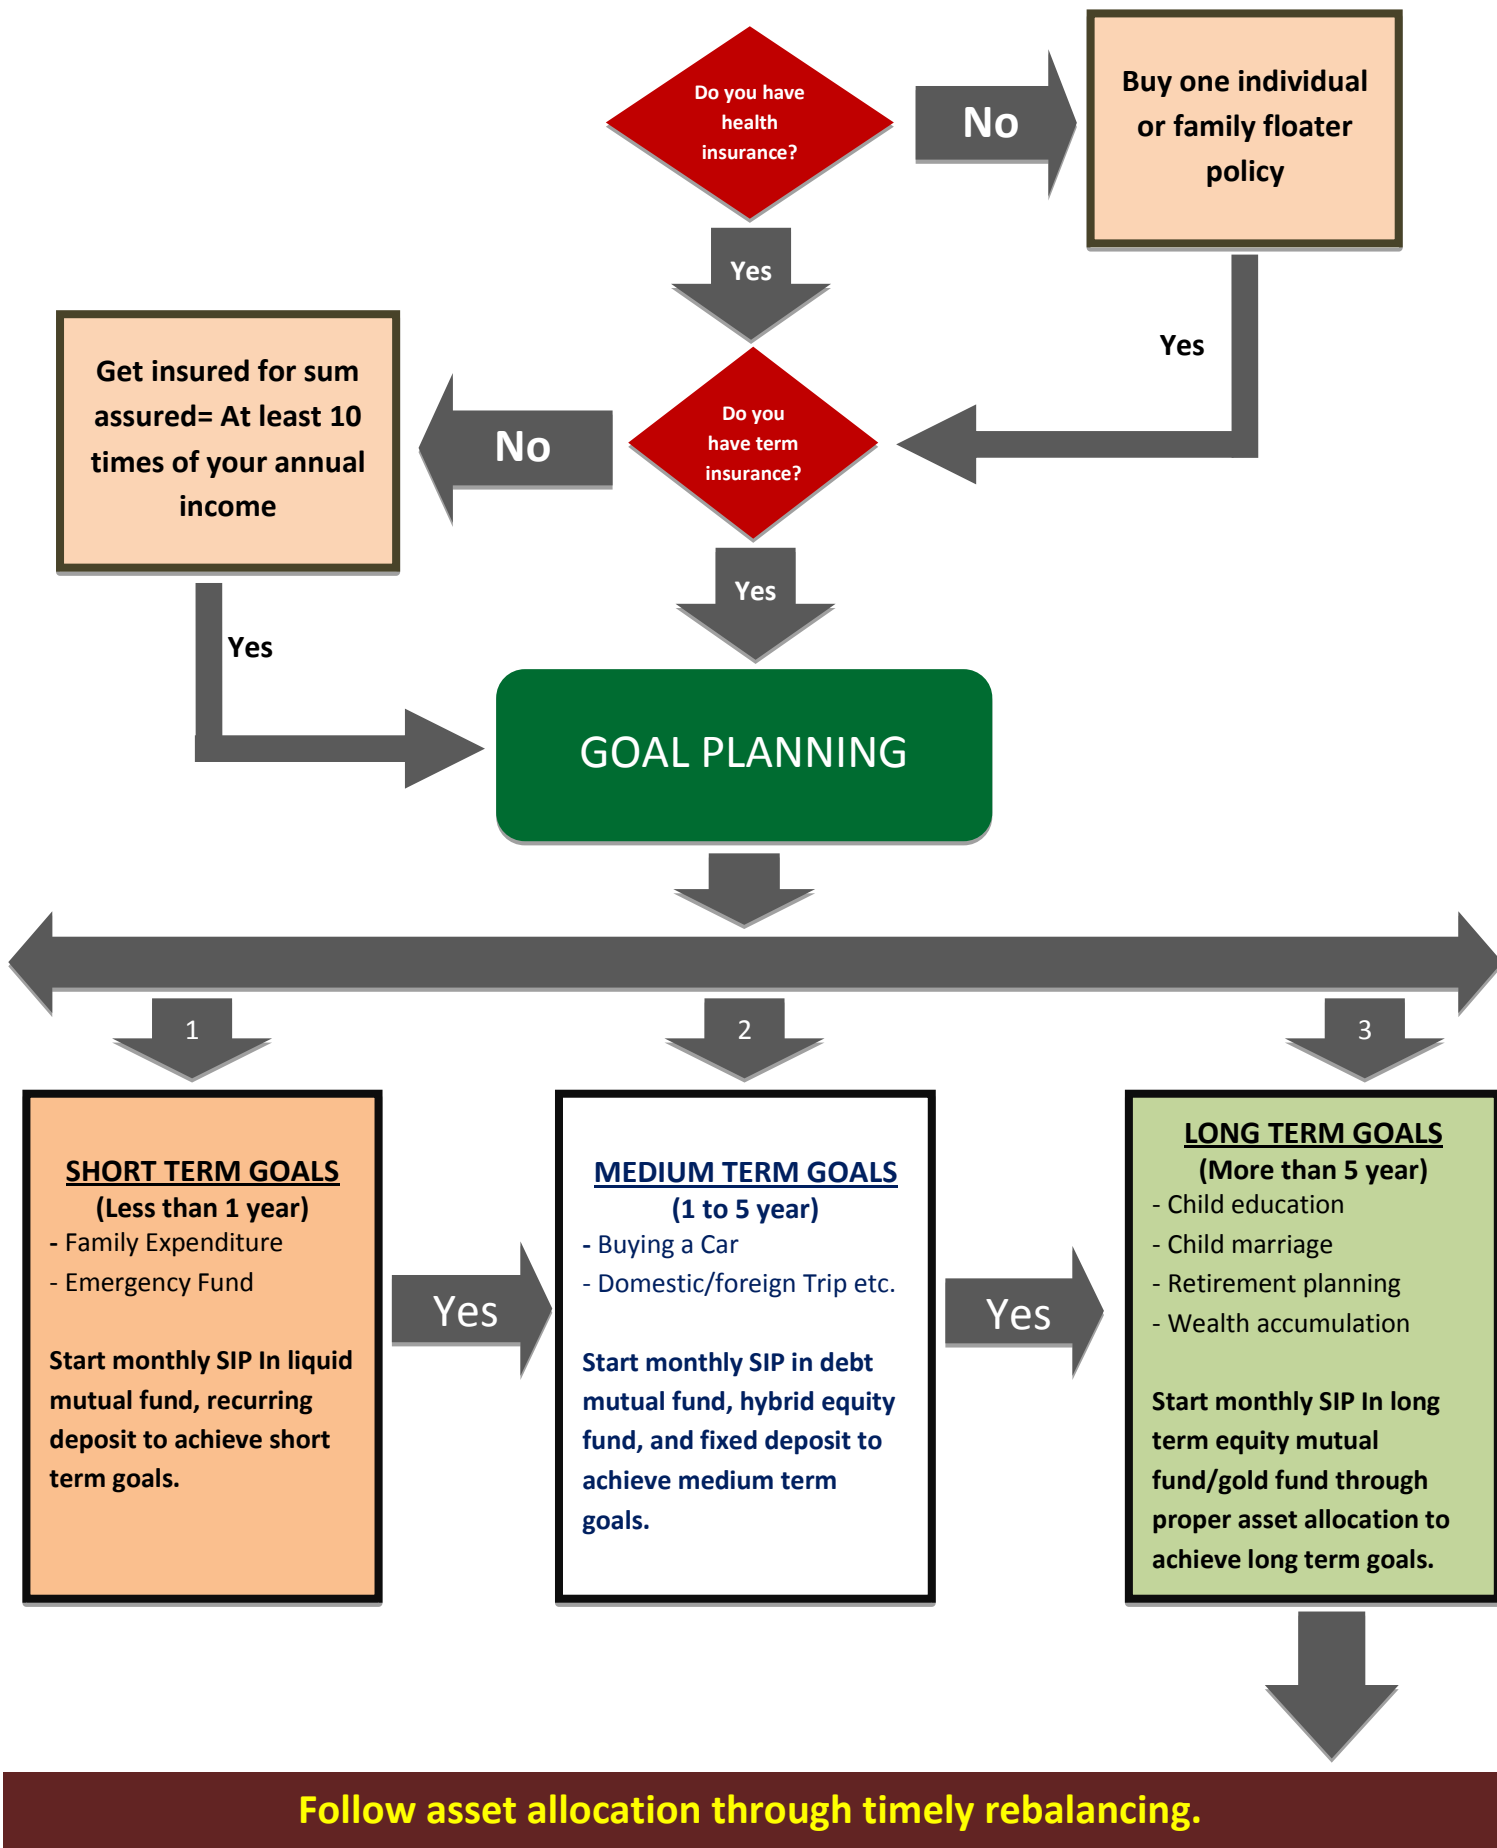 Do you have
health
insurance?
No
Buy one individual
or family floater
policy
Yes
Yes
Get insured for sum
assured= At least 10
times of your annual
income
No
Do you
have term
insurance?
Yes
Yes
GOAL PLANNING
1
2
3
SHORT TERM GOALS
(Less than 1 year)
- Family Expenditure
- Emergency Fund
Start monthly SIP In liquid
mutual fund, recurring
deposit to achieve short
term goals.
Yes
MEDIUM TERM GOALS
(1 to 5 year)
- Buying a Car
- Domestic/foreign Trip etc.
Start monthly SIP in debt
mutual fund, hybrid equity
fund, and fixed deposit to
achieve medium term
goals.
Yes
LONG TERM GOALS
(More than 5 year)
- Child education
- Child marriage
- Retirement planning
- Wealth accumulation
Start monthly SIP In long
term equity mutual
fund/gold fund through
proper asset allocation to
achieve long term goals.
Follow asset allocation through timely rebalancing.